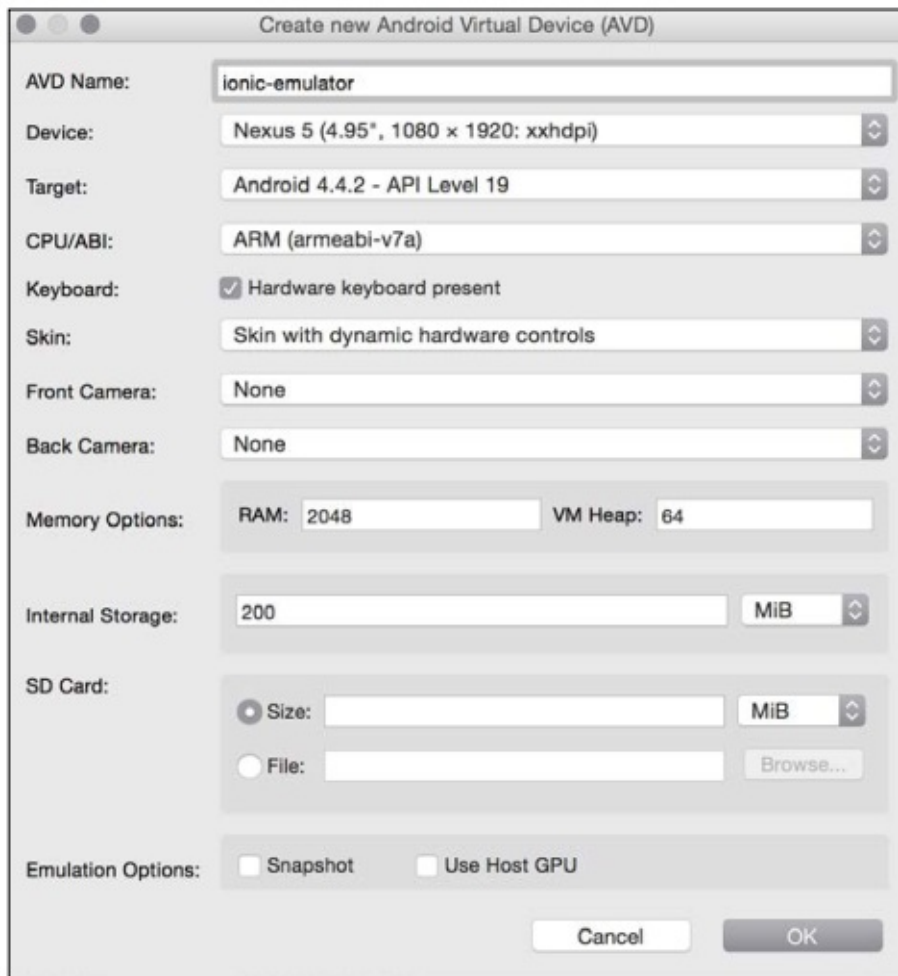 Create new Android Virtual Device (AVD)
AVD Name: ionic-emulator
Device: Nexus 5 (4.95", 1080 × 1920: xxhdpi)
Target: Android 4.4.2 - API Level 19
CPU/ABI: ARM (armeabi-v7a)
Keyboard: Hardware keyboard present
Skin: Skin with dynamic hardware controls
Front Camera: None
Back Camera: None
Memory Options: RAM: 2048 VM Heap: 64
Internal Storage: 200 MiB
SD Card:
Size: MiB
File: Browse...
Emulation Options: Snapshot Use Host GPU
Cancel OK